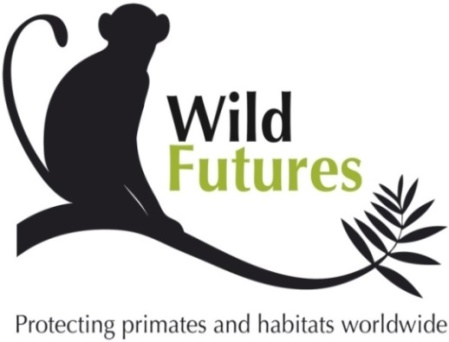 Wild
Futures
Protecting primates and habitats worldwide